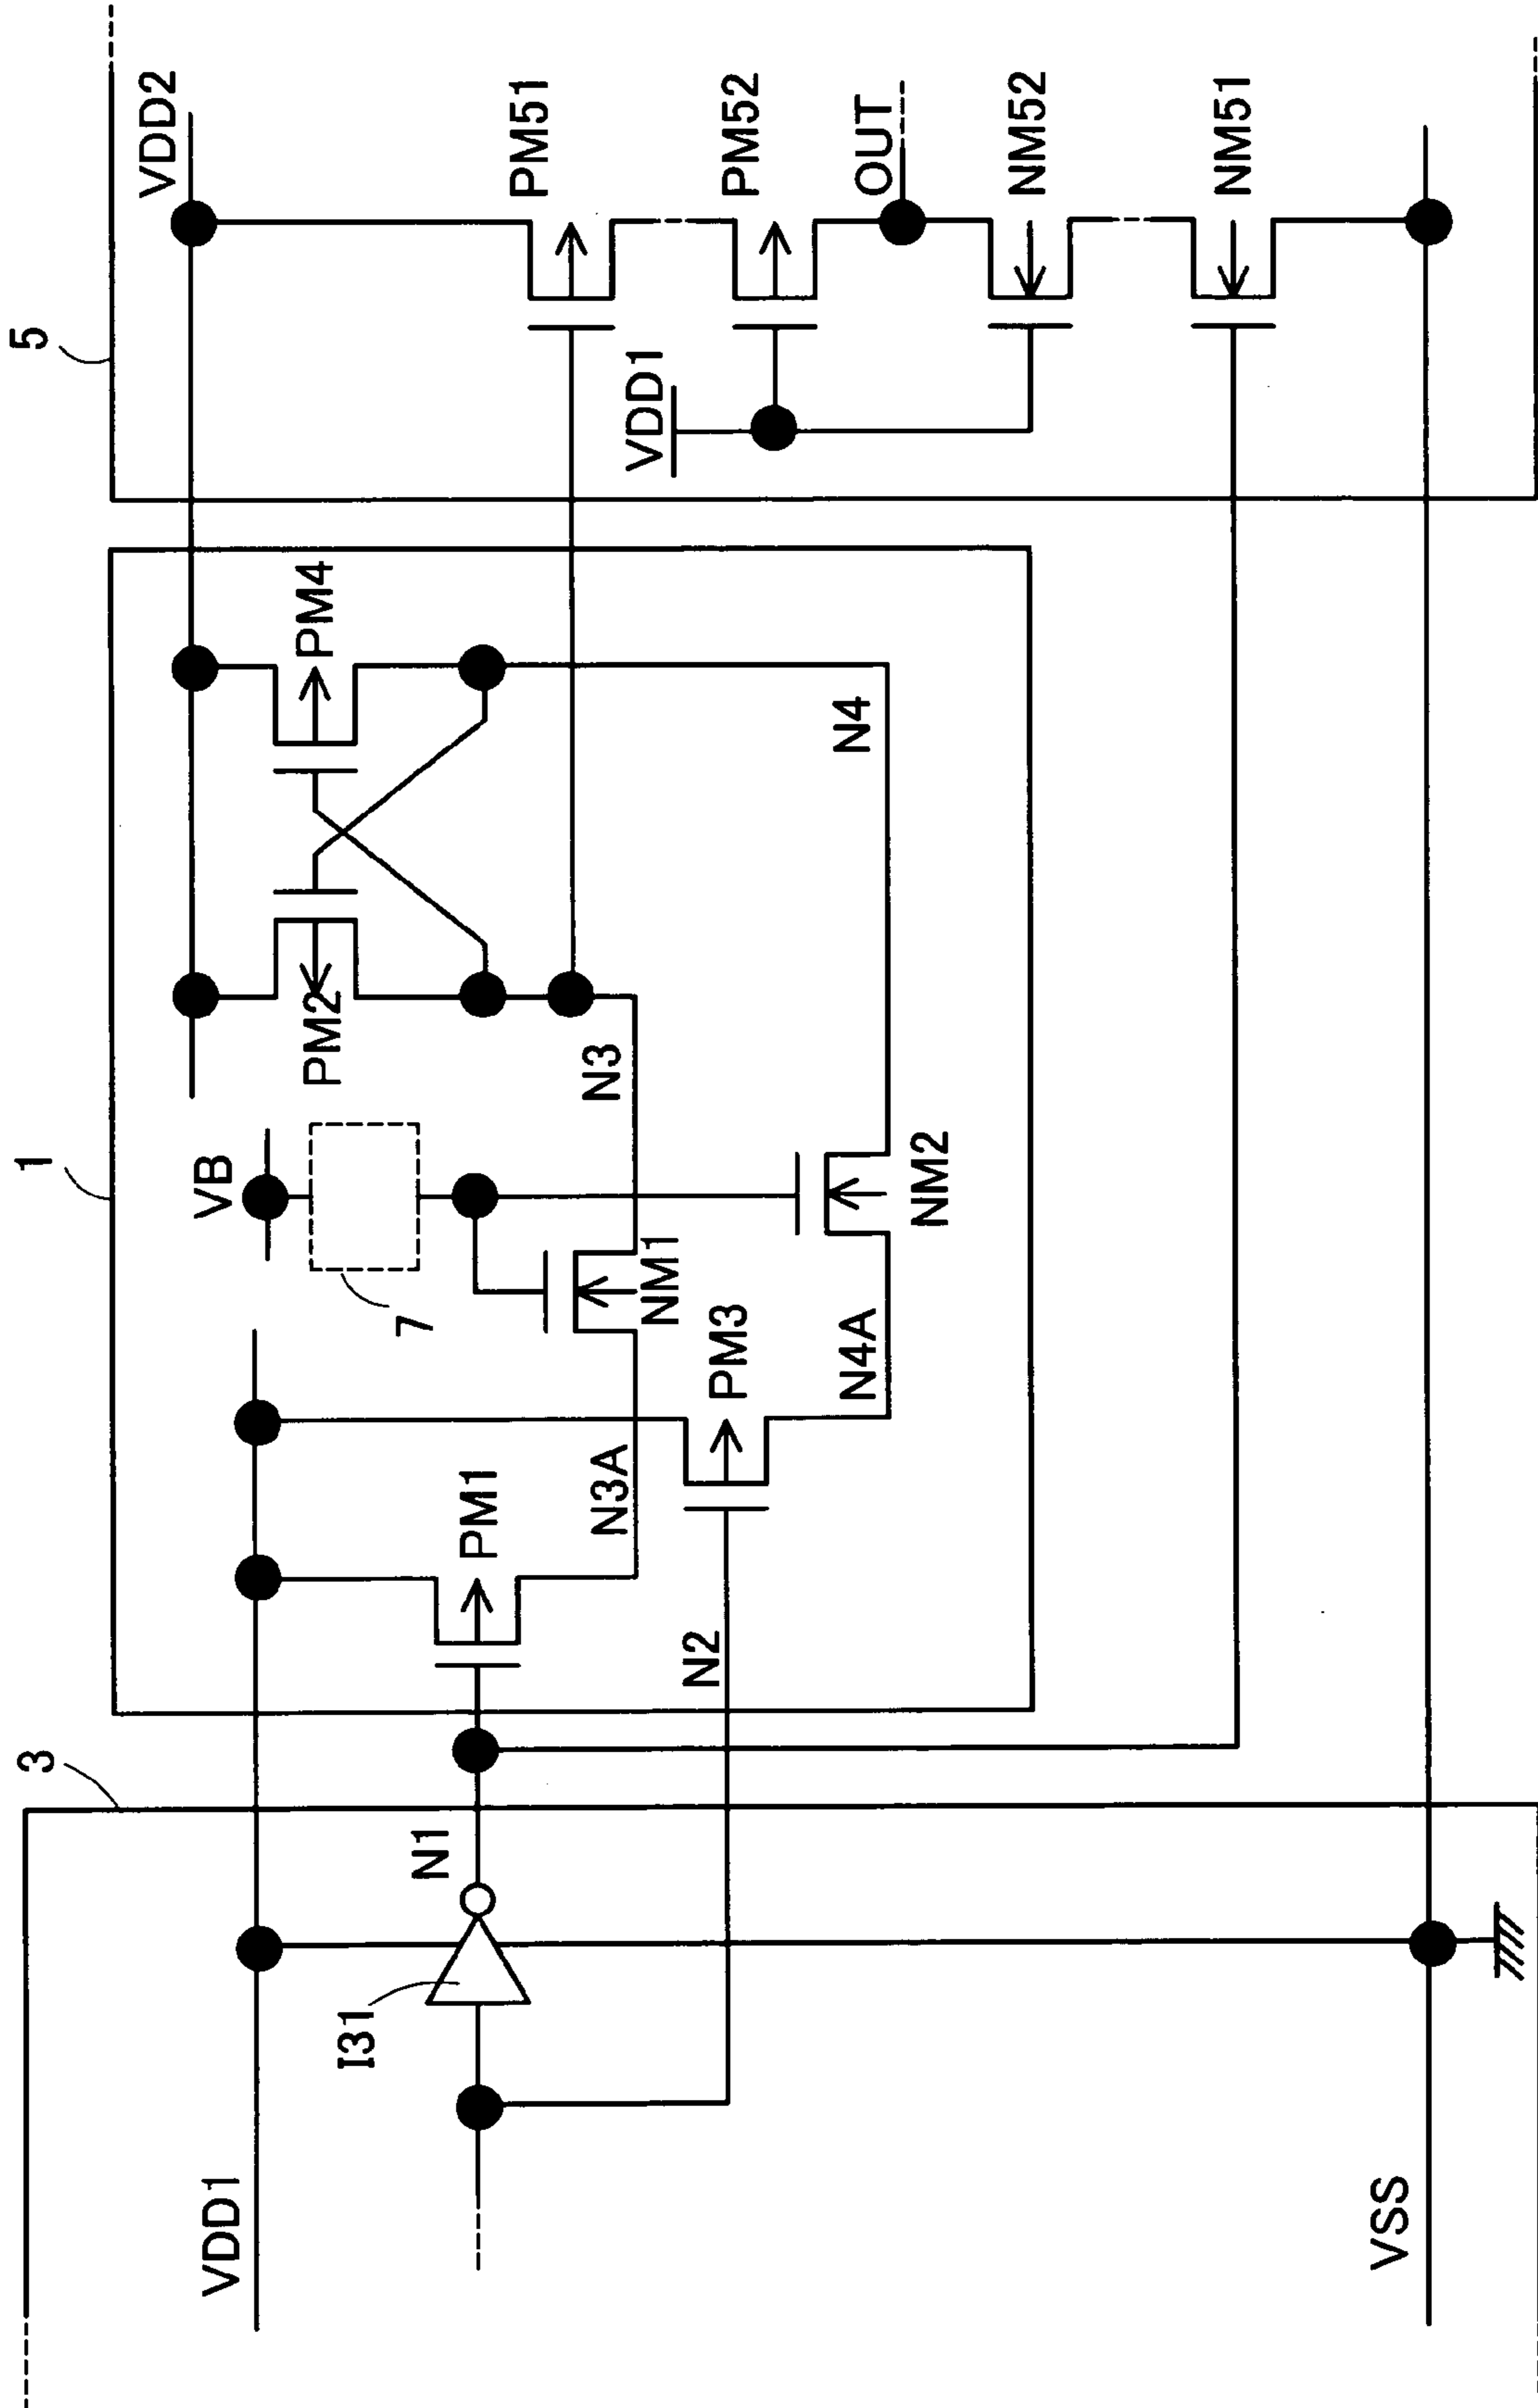 3
1
5
VDD2
VDD1
VB
7
PM2
PM4
I31
N1
PM1
N3A
NM1
N3
PM51
N2
PM3
VDD1
PM52
N4A
NM2
N4
OUT
NM52
NM51
VSS